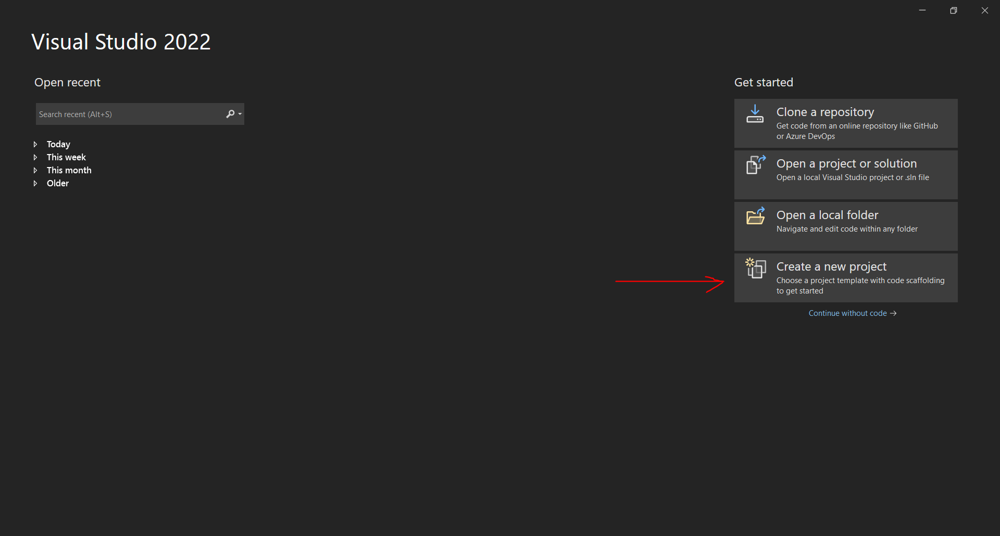 Visual Studio 2022
Open recent
Search recent (Alt+S)
Today
This week
This month
Older
Get started
Clone a repository
Get code from an online repository like GitHub
or Azure DevOps
Open a project or solution
Open a local Visual Studio project or .sln file
Open a local folder
Navigate and edit code within any folder
Create a new project
Choose a project template with code scaffolding
to get started
Continue without code →